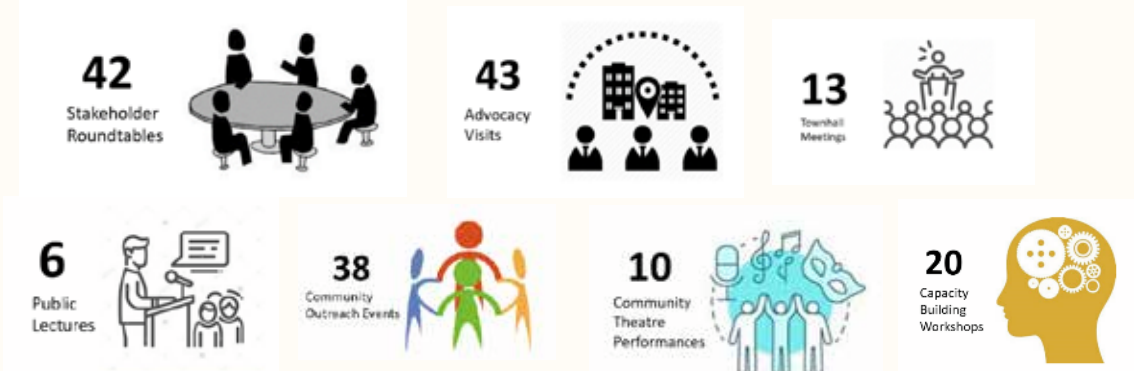 42
Stakeholder
Roundtables
43
Advocacy
Visits
13
Townhall
Meetings
6
Public
Lectures
38
Community
Outreach Events
10
Community
Theatre
Performances
20
Capacity
Building
Workshops